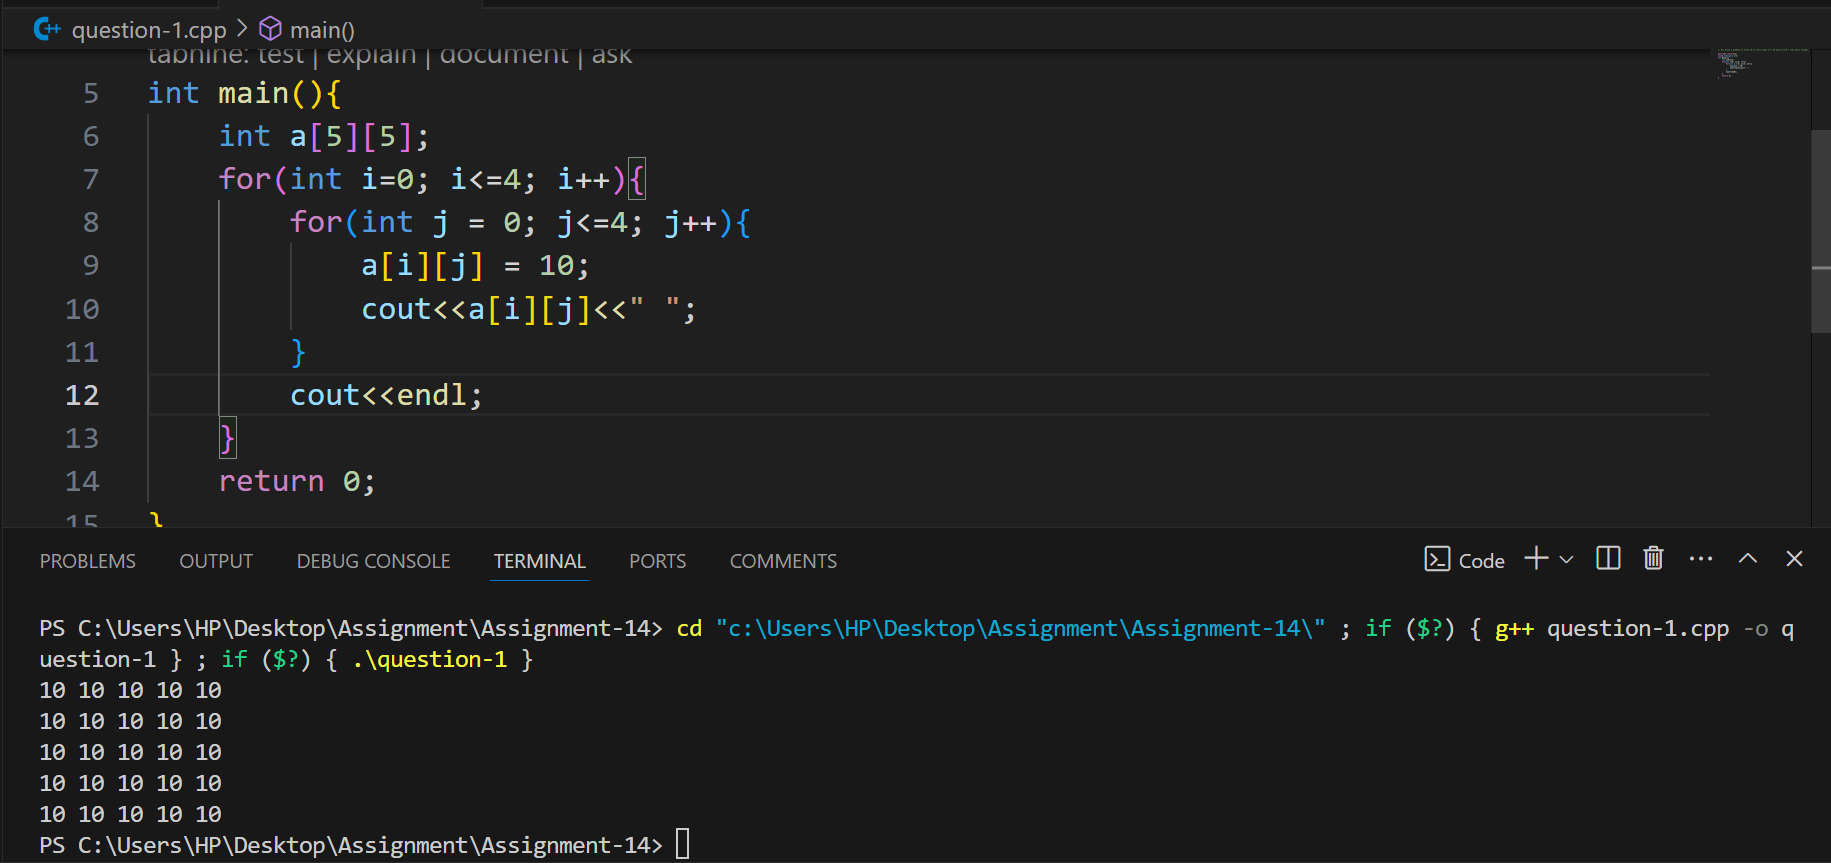 question-1.cpp > main()
tabnine: test | explain | document | ask
5 int main(){
6 int a[5][5];
7 for(int i=0; i<=4; i++){
8 for(int j = 0; j<=4; j++){
9 a[i][j] = 10;
10 cout<<a[i][j]<<" ";
11 }
12 cout<<endl;
13 }
14 return 0;
15 }
PROBLEMS OUTPUT DEBUG CONSOLE TERMINAL PORTS COMMENTS Code
PS C:\Users\HP\Desktop\Assignment\Assignment-14> cd "c:\Users\HP\Desktop\Assignment\Assignment-14\" ; if ($?) { g++ question-1.cpp -o q
uestion-1 } ; if ($?) { .\question-1 }
10 10 10 10 10
10 10 10 10 10
10 10 10 10 10
10 10 10 10 10
10 10 10 10 10
PS C:\Users\HP\Desktop\Assignment\Assignment-14>